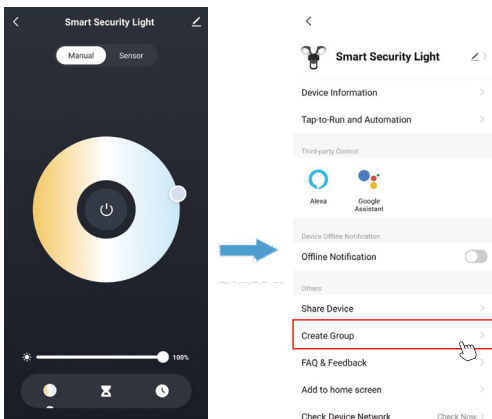 Smart Security Light
Manual
Sensor
100%
Smart Security Light
Device Information
Tap-to-Run and Automation
Third-party Control
Alexa
Google
Assistant
Device Offline Notification
Offline Notification
Others
Share Device
Create Group
FAQ & Feedback
Add to home screen
Check Device Network
Check Now